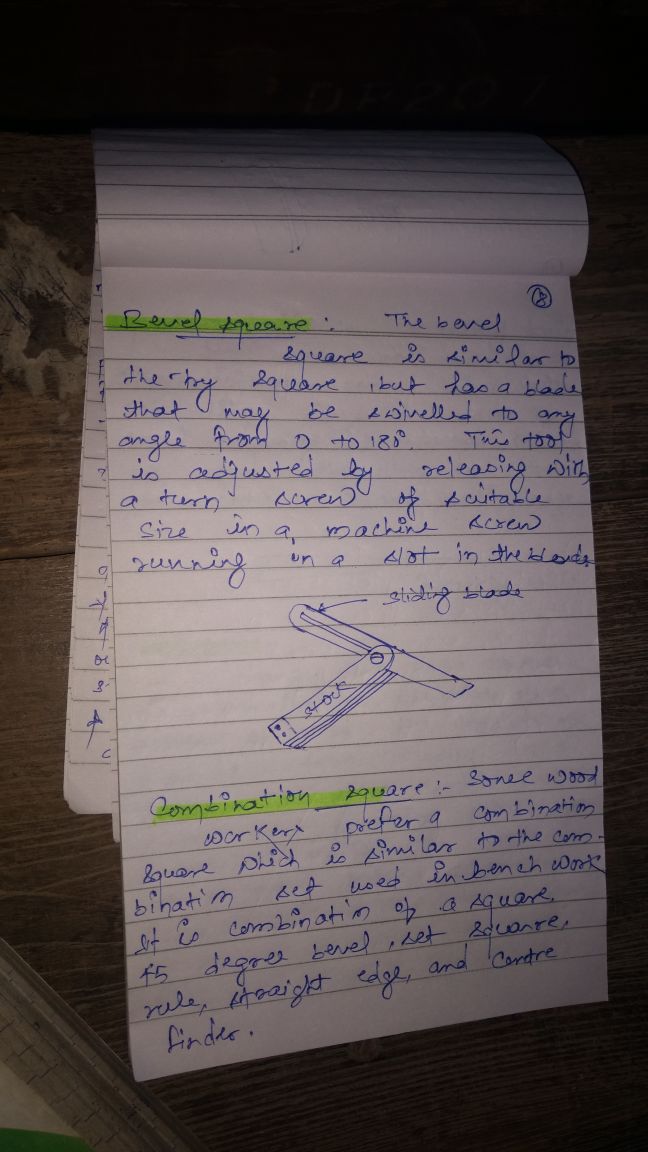 8
Bevel square : The bevel
square is similar to
the try square , but has a blade
that may be swivelled to any
angle from 0 to 180°. This tool
is adjusted by releasing with
a turn screw of suitable
size in a machine screw
running in a slot in the blade
sliding blade
stock
Combination square :- Some wood
workers prefer a combination
square which is similar to the com-
bination set used in bench work
It is combination of a square,
45 degree bevel , set square,
rule, straight edge, and centre
finder.